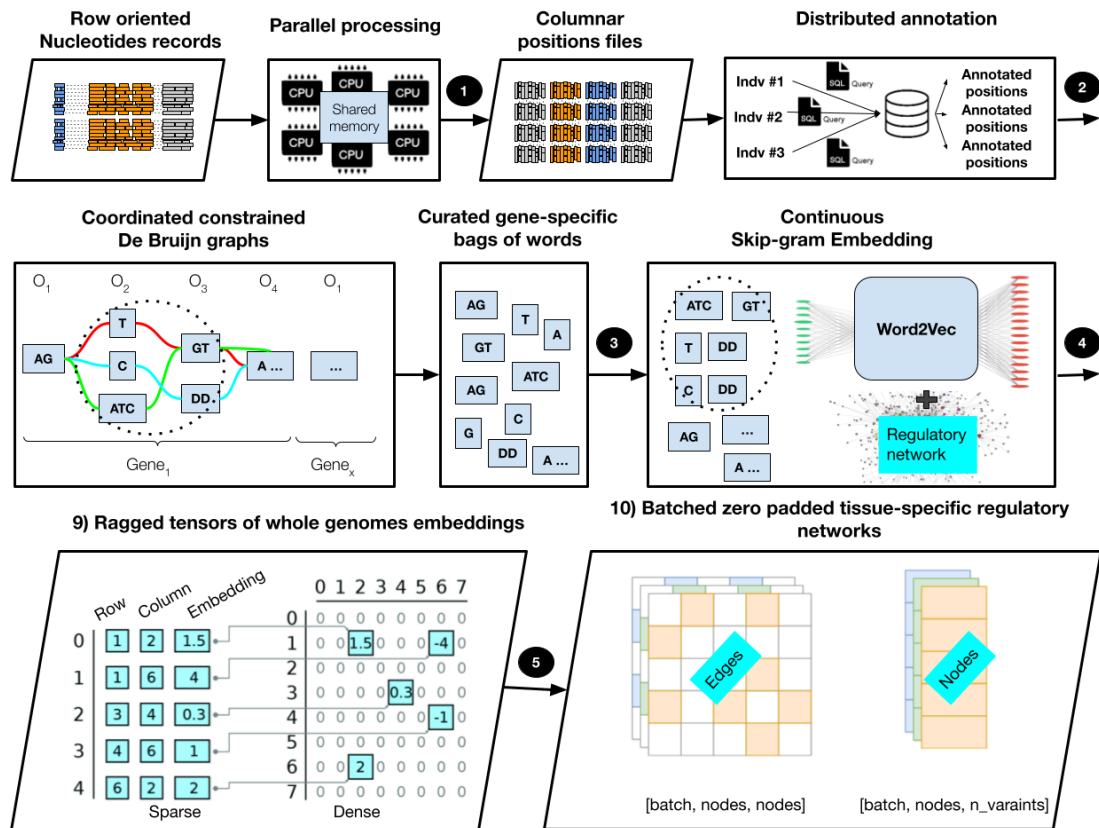 Row oriented
Nucleotides records
Parallel processing
Columnar
positions files
Distributed annotation
CPU
CPU
CPU
CPU
CPU
CPU
Shared
memory
1
Indv #1
Indv #2
Indv #3
SQL
Query
SQL
Query
SQL
Query
Annotated
positions
Annotated
positions
Annotated
positions
2
Coordinated constrained
De Bruijn graphs
Curated gene-specific
bags of words
Continuous
Skip-gram Embedding
O1
O2
O3
O4
O1
AG
T
C
ATC
GT
DD
A ...
...
Gene1
Genex
AG
T
A
GT
ATC
AG
C
G
DD
A ...
3
ATC
GT
T
DD
C
DD
AG
...
A ...
Word2Vec
Regulatory
network
4
9) Ragged tensors of whole genomes embeddings
10) Batched zero padded tissue-specific regulatory
networks
Row
Column
Embedding
0 1 2 1.5
1 1 6 4
2 3 4 0.3
3 4 6 1
4 6 2 2
Sparse
0 1 2 3 4 5 6 7
0 0 0 0 0 0 0 0 0
1 0 0 1.5 0 0 0 -4 0
2 0 0 0 0 0 0 0 0
3 0 0 0 0 0.3 0 0 0
4 0 0 0 0 0 0 -1 0
5 0 0 0 0 0 0 0 0
6 0 0 2 0 0 0 0 0
7 0 0 0 0 0 0 0 0
Dense
5
Edges
Nodes
[batch, nodes, nodes]
[batch, nodes, n_varaints]